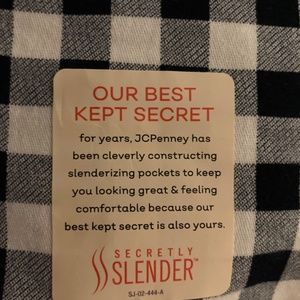 OUR BEST
KEPT SECRET
for years, JCPenney has
been cleverly constructing
slenderizing pockets to keep
you looking great & feeling
comfortable because our
best kept secret is also yours.
SECRETLY
SLENDER™
SJ-02-444-A